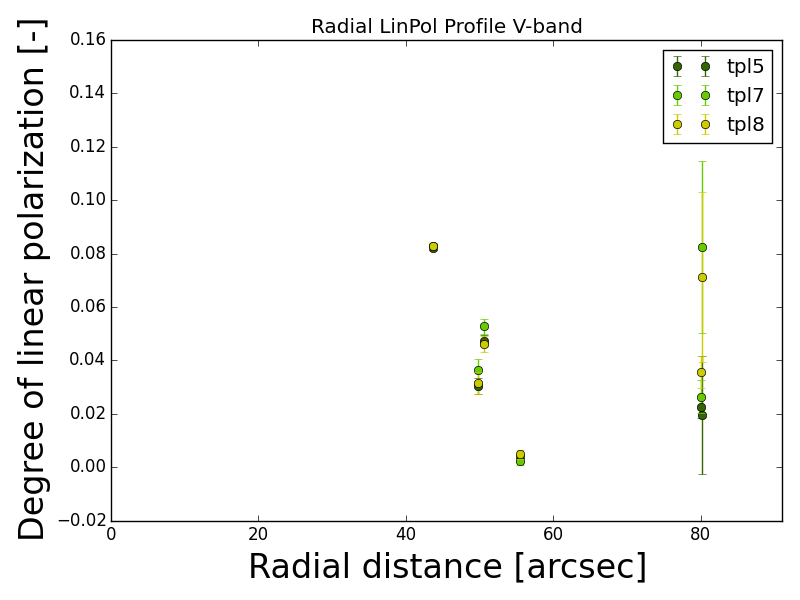 Radial LinPol Profile V-band
Degree of linear polarization [-]
0.16
0.14
0.12
0.10
0.08
0.06
0.04
0.02
0.00
−0.02
0 20 40 60 80
Radial distance [arcsec]
tpl5
tpl7
tpl8